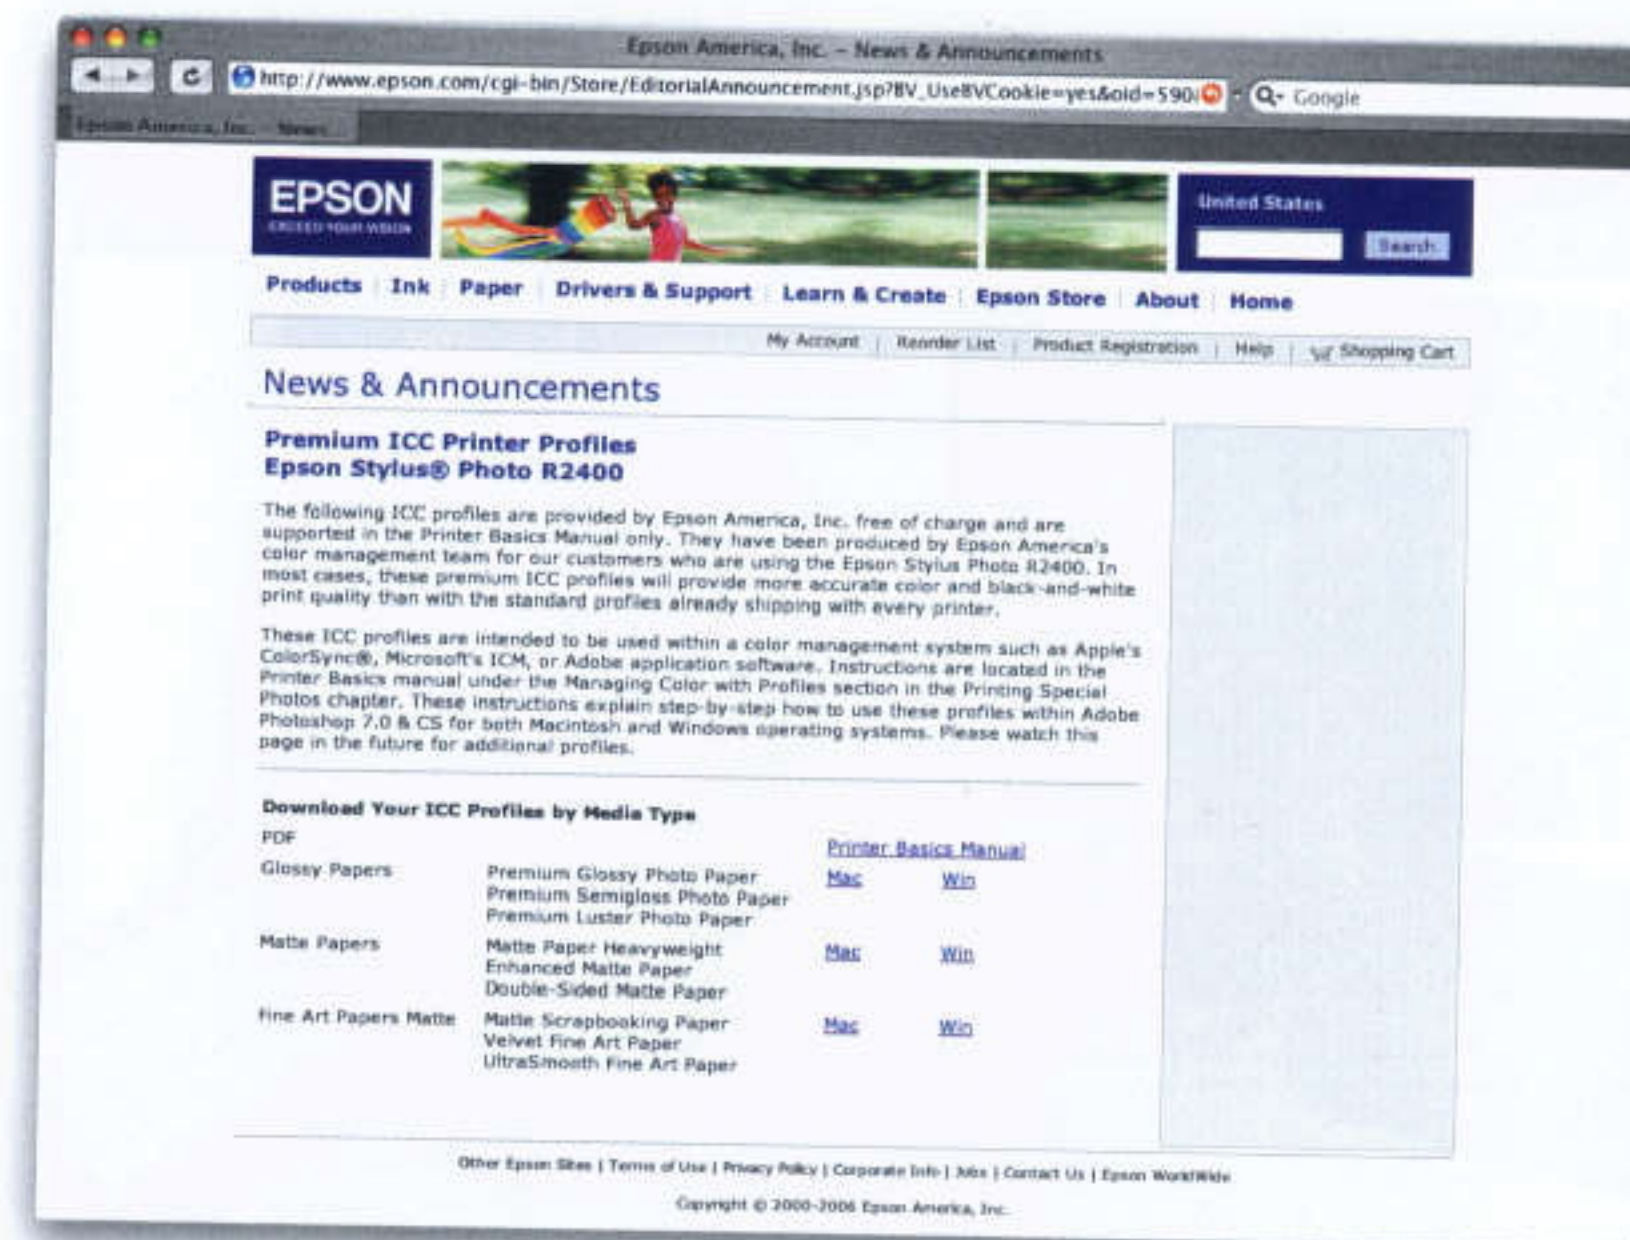 Epson America, Inc. – News & Announcements
http://www.epson.com/cgi-bin/Store/EditorialAnnouncement.jsp?BV_UseBVCookie=yes&oid=590
Google
Epson America, Inc. – News...
EPSON
EXCEED YOUR VISION
United States
Search
Products | Ink | Paper | Drivers & Support | Learn & Create | Epson Store | About | Home
My Account | Reorder List | Product Registration | Help | Shopping Cart
News & Announcements
Premium ICC Printer Profiles
Epson Stylus® Photo R2400
The following ICC profiles are provided by Epson America, Inc. free of charge and are
supported in the Printer Basics Manual only. They have been produced by Epson America's
color management team for our customers who are using the Epson Stylus Photo R2400. In
most cases, these premium ICC profiles will provide more accurate color and black-and-white
print quality than with the standard profiles already shipping with every printer.
These ICC profiles are intended to be used within a color management system such as Apple's
ColorSync®, Microsoft's ICM, or Adobe application software. Instructions are located in the
Printer Basics manual under the Managing Color with Profiles section in the Printing Special
Photos chapter. These instructions explain step-by-step how to use these profiles within Adobe
Photoshop 7.0 & CS for both Macintosh and Windows operating systems. Please watch this
page in the future for additional profiles.
Download Your ICC Profiles by Media Type
PDF Printer Basics Manual
Glossy Papers Premium Glossy Photo Paper Mac Win
Premium Semigloss Photo Paper
Premium Luster Photo Paper
Matte Papers Matte Paper Heavyweight Mac Win
Enhanced Matte Paper
Double-Sided Matte Paper
Fine Art Papers Matte Matte Scrapbooking Paper Mac Win
Velvet Fine Art Paper
UltraSmooth Fine Art Paper
Other Epson Sites | Terms of Use | Privacy Policy | Corporate Info | Jobs | Contact Us | Epson WorldWide
Copyright © 2000-2006 Epson America, Inc.